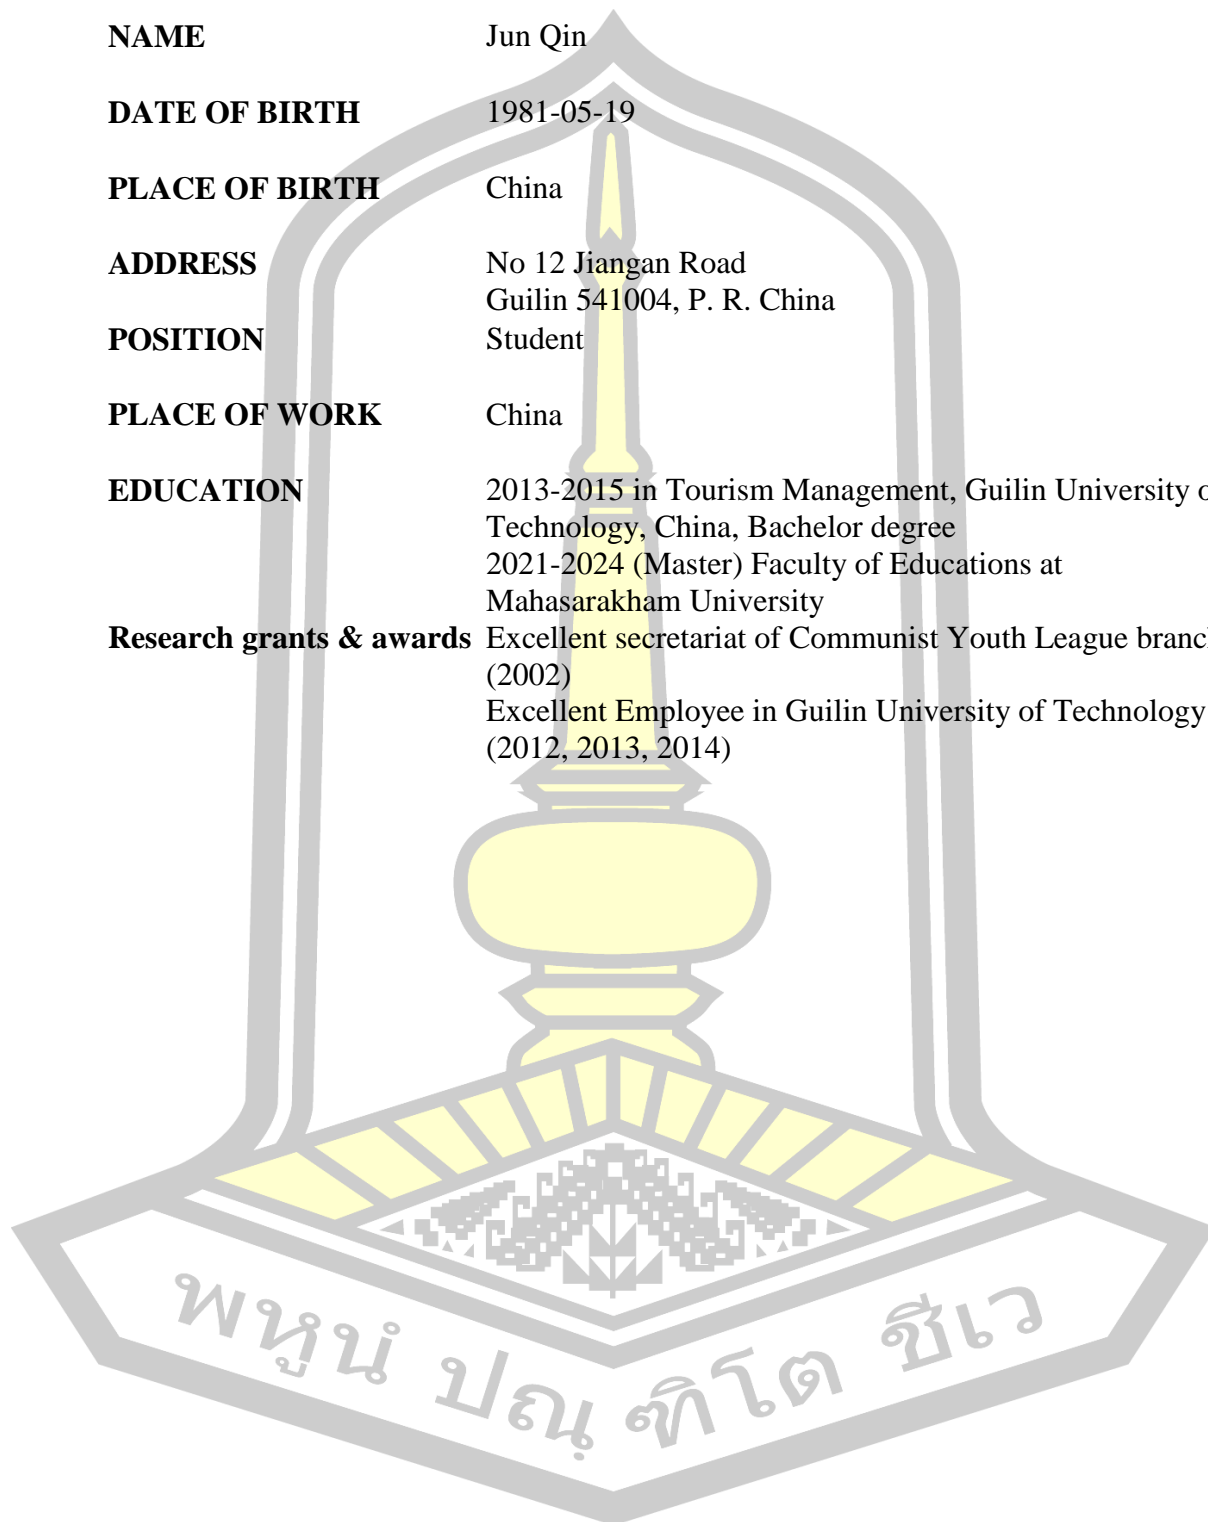 NAME Jun Qin
DATE OF BIRTH 1981-05-19
PLACE OF BIRTH China
ADDRESS No 12 Jiangan Road
Guilin 541004, P. R. China
POSITION Student
PLACE OF WORK China
EDUCATION 2013-2015 in Tourism Management, Guilin University
Technology, China, Bachelor degree
2021-2024 (Master) Faculty of Educations at
Mahasarakham University
Research grants & awards Excellent secretariat of Communist Youth League
(2002)
Excellent Employee in Guilin University of Technology
(2012, 2013, 2014)
พหูนํ ปณฺฑิโต ชีเว